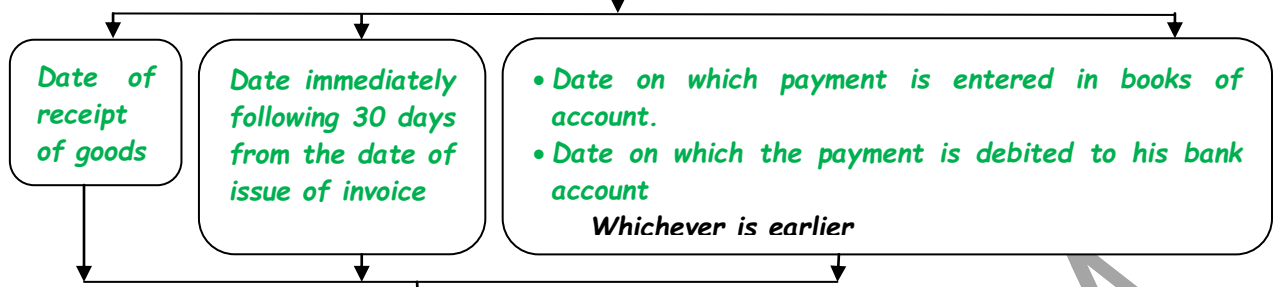 Date of
receipt
of goods
Date immediately
following 30 days
from the date of
issue of invoice
• Date on which payment is entered in books of
account.
• Date on which the payment is debited to his bank
account
Whichever is earlier